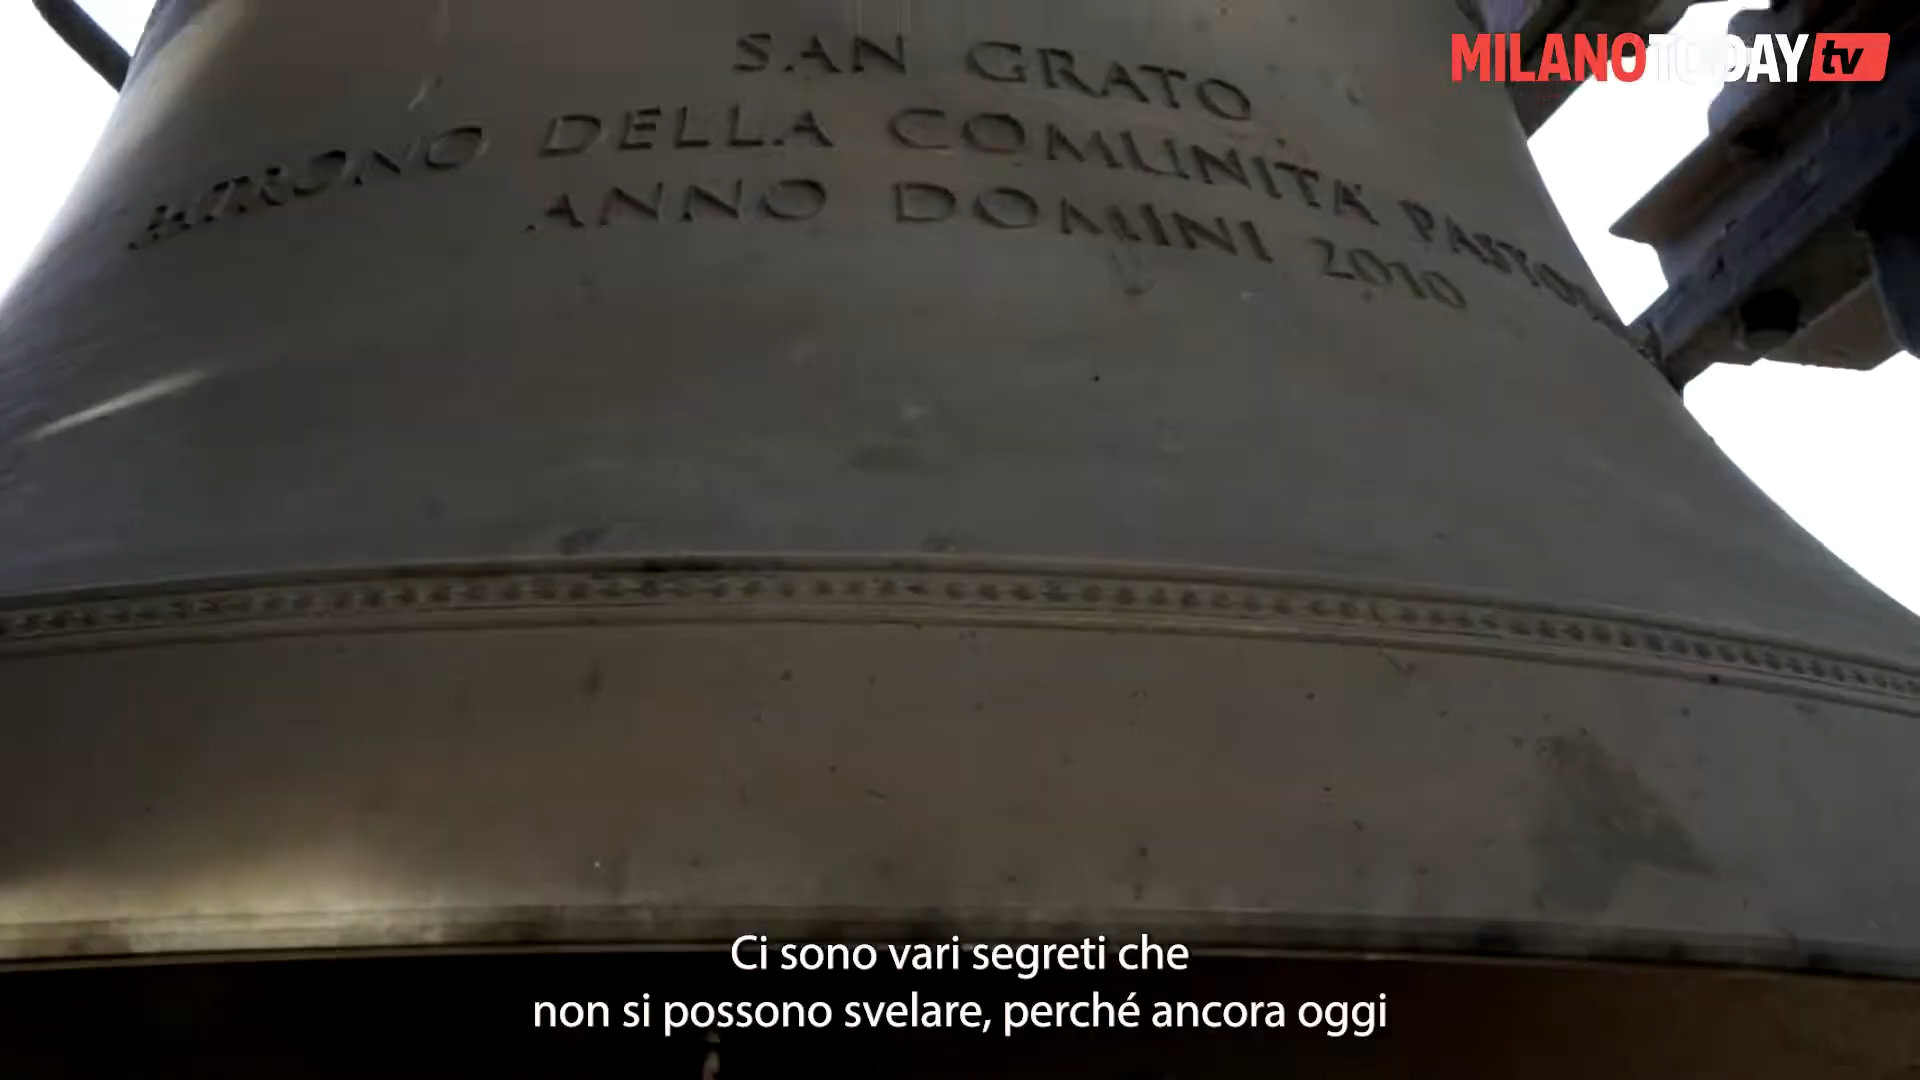 MILANOTODAY tv
SAN GRATO
PATRONO DELLA COMUNITÀ
ANNO DOMINI 2010
Ci sono vari segreti che
non si possono svelare, perché ancora oggi